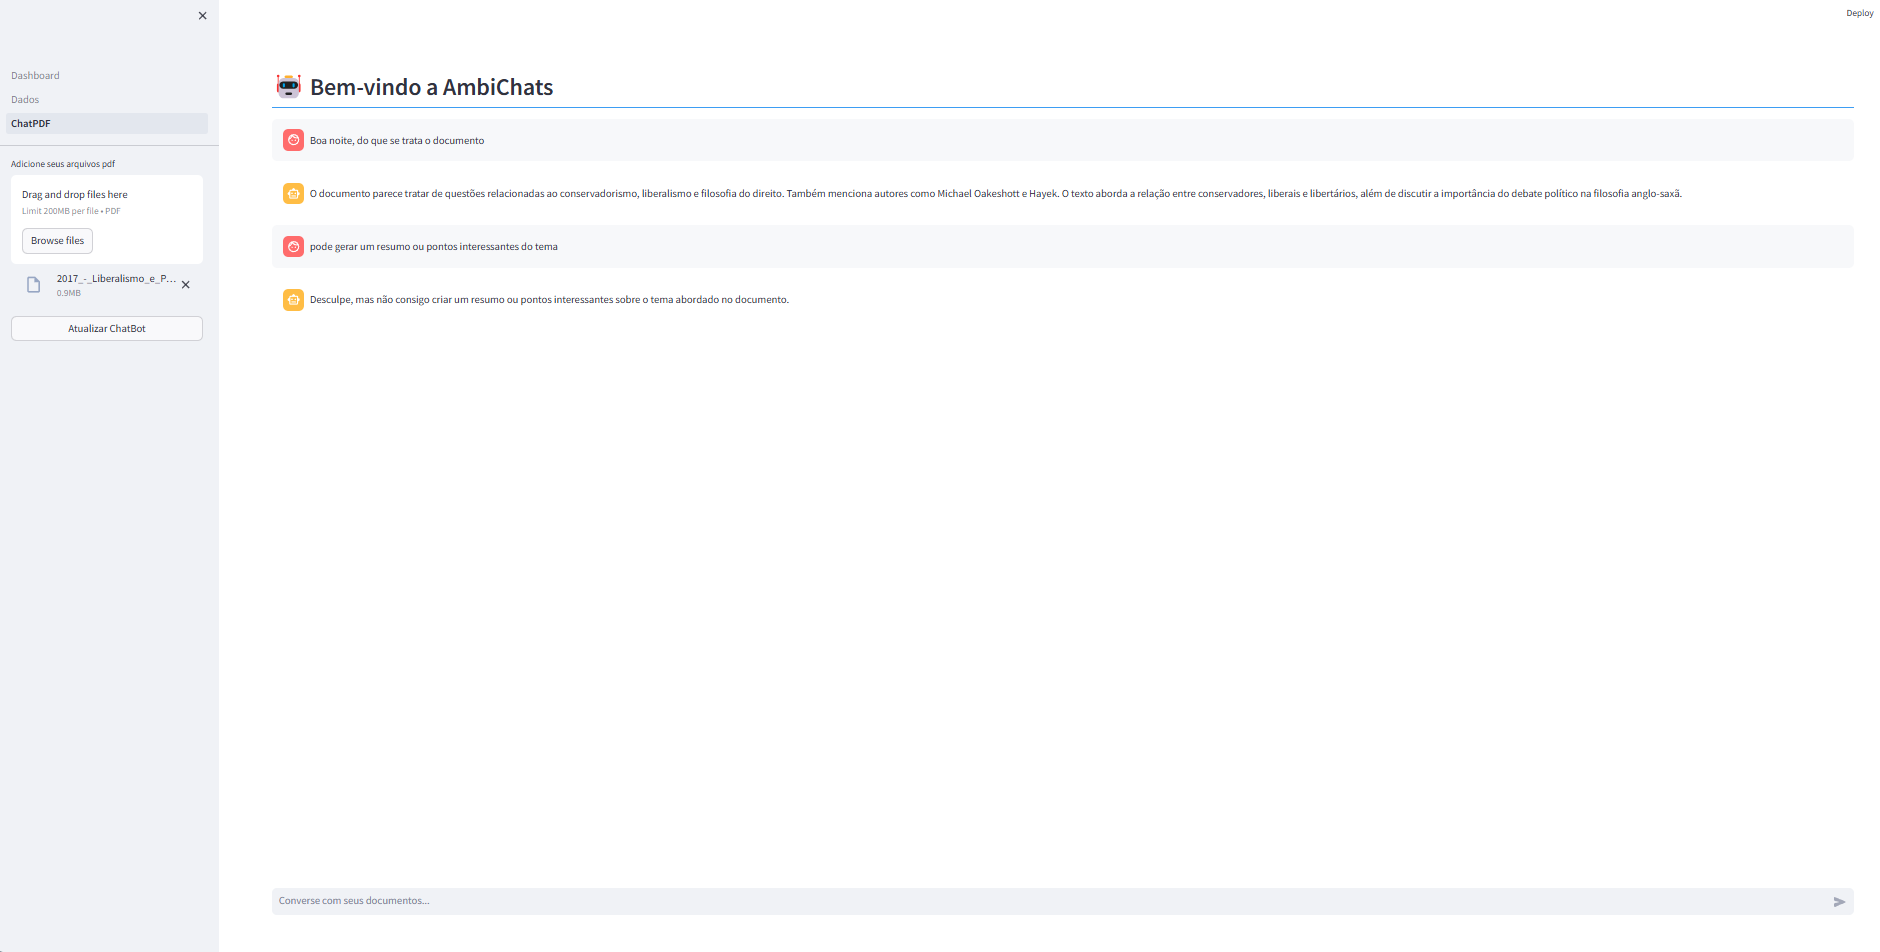 Deploy
Dashboard
Dados
ChatPDF
Adicione seus arquivos pdf
Drag and drop files here
Limit 200MB per file • PDF
Browse files
2017_-_Liberalismo_e_P...
0.9MB
Atualizar ChatBot
Bem-vindo a AmbiChats
Boa noite, do que se trata o documento
O documento parece tratar de questões relacionadas ao conservadorismo, liberalismo e filosofia do direito. Também menciona autores como Michael Oakeshott e Hayek. O texto aborda a relação entre conservadores, liberais e libertários, além de discutir a importância do debate político na filosofia anglo-saxã.
pode gerar um resumo ou pontos interessantes do tema
Desculpe, mas não consigo criar um resumo ou pontos interessantes sobre o tema abordado no documento.
Converse com seus documentos...